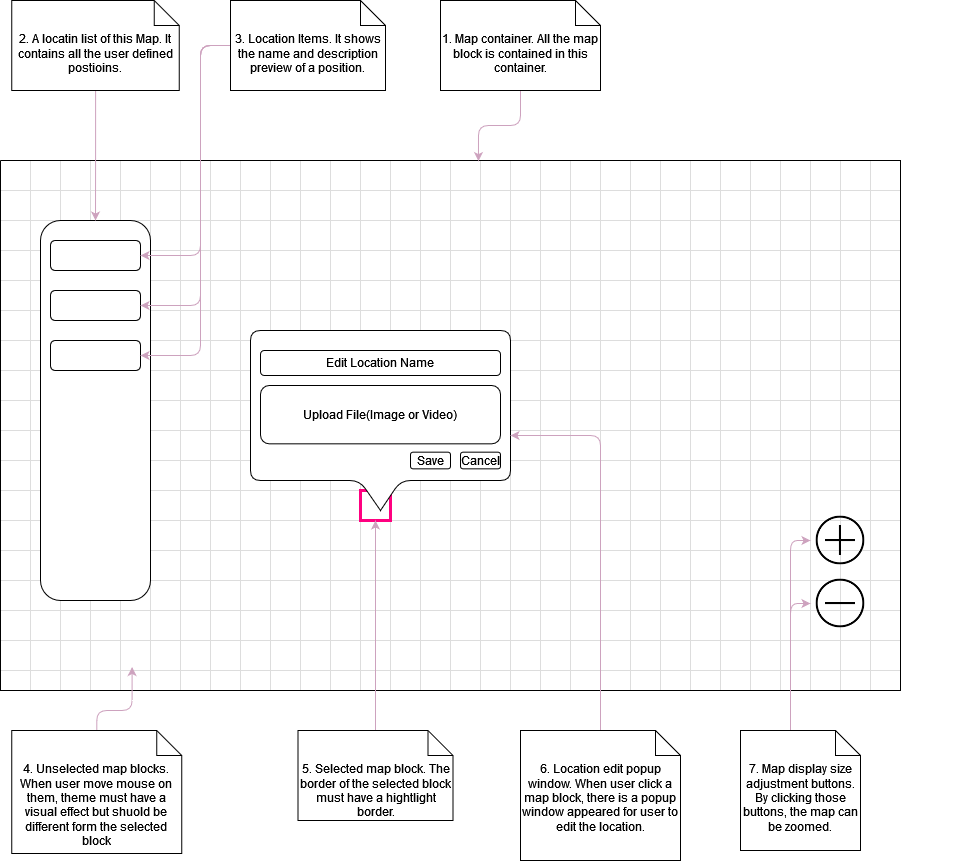 2. A locatin list of this Map. It
contains all the user defined
postioins.
3. Location Items. It shows
the name and description
preview of a position.
1. Map container. All the map
block is contained in this
container.
Edit Location Name
Upload File(Image or Video)
Save
Cancel
4. Unselected map blocks.
When user move mouse on
them, theme must have a
visual effect but shuold be
different form the selected
block
5. Selected map block. The
border of the selected block
must have a hightlight
border.
6. Location edit popup
window. When user click a
map block, there is a popup
window appeared for user to
edit the location.
7. Map display size
adjustment buttons.
By clicking those
buttons, the map can
be zoomed.